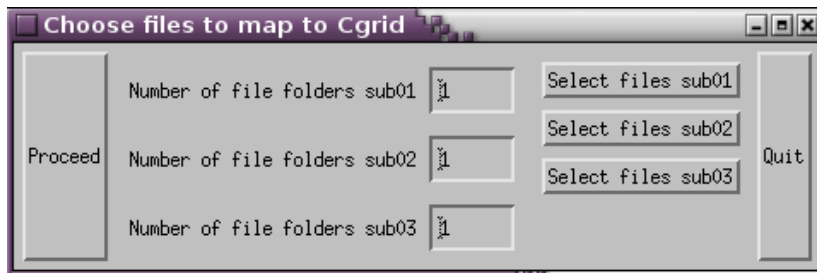 Choose files to map to Cgrid
Number of file folders sub01 1 Select files sub01
Proceed Number of file folders sub02 1 Select files sub02 Quit
Select files sub03
Number of file folders sub03 1